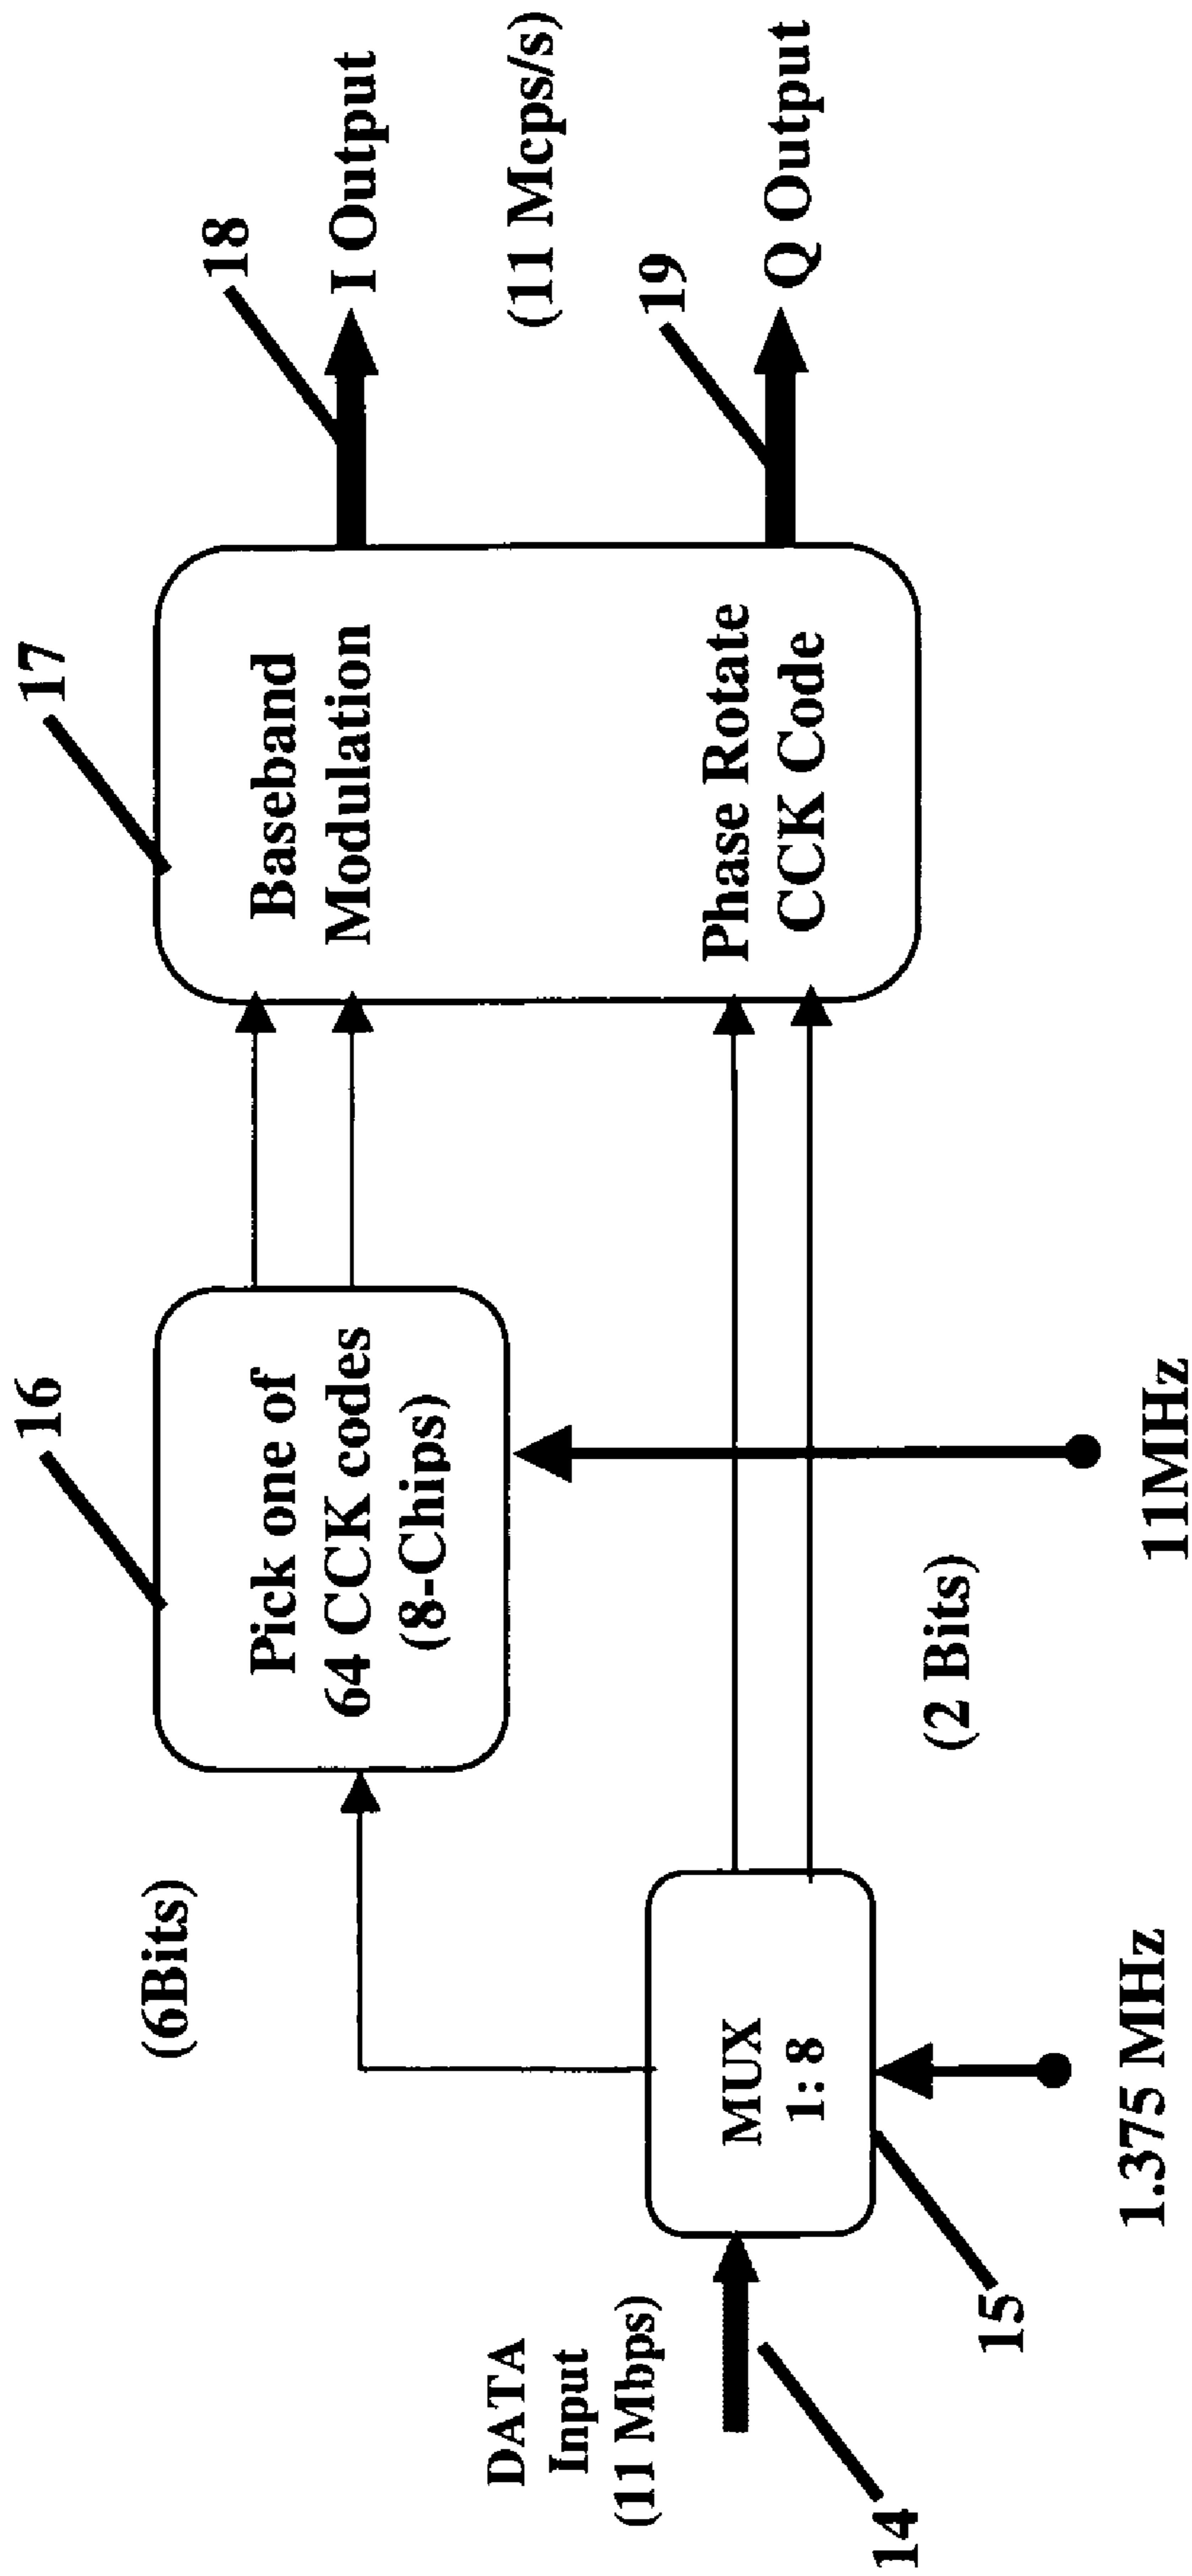 16
17
18
Pick one of
64 CCK codes
(8-Chips)
Baseband
Modulation
I Output
(6Bits)
(11 Mcps/s)
19
DATA
Input
(11 Mbps)
MUX
1: 8
Phase Rotate
CCK Code
Q Output
14
15
(2 Bits)
1.375 MHz
11MHz